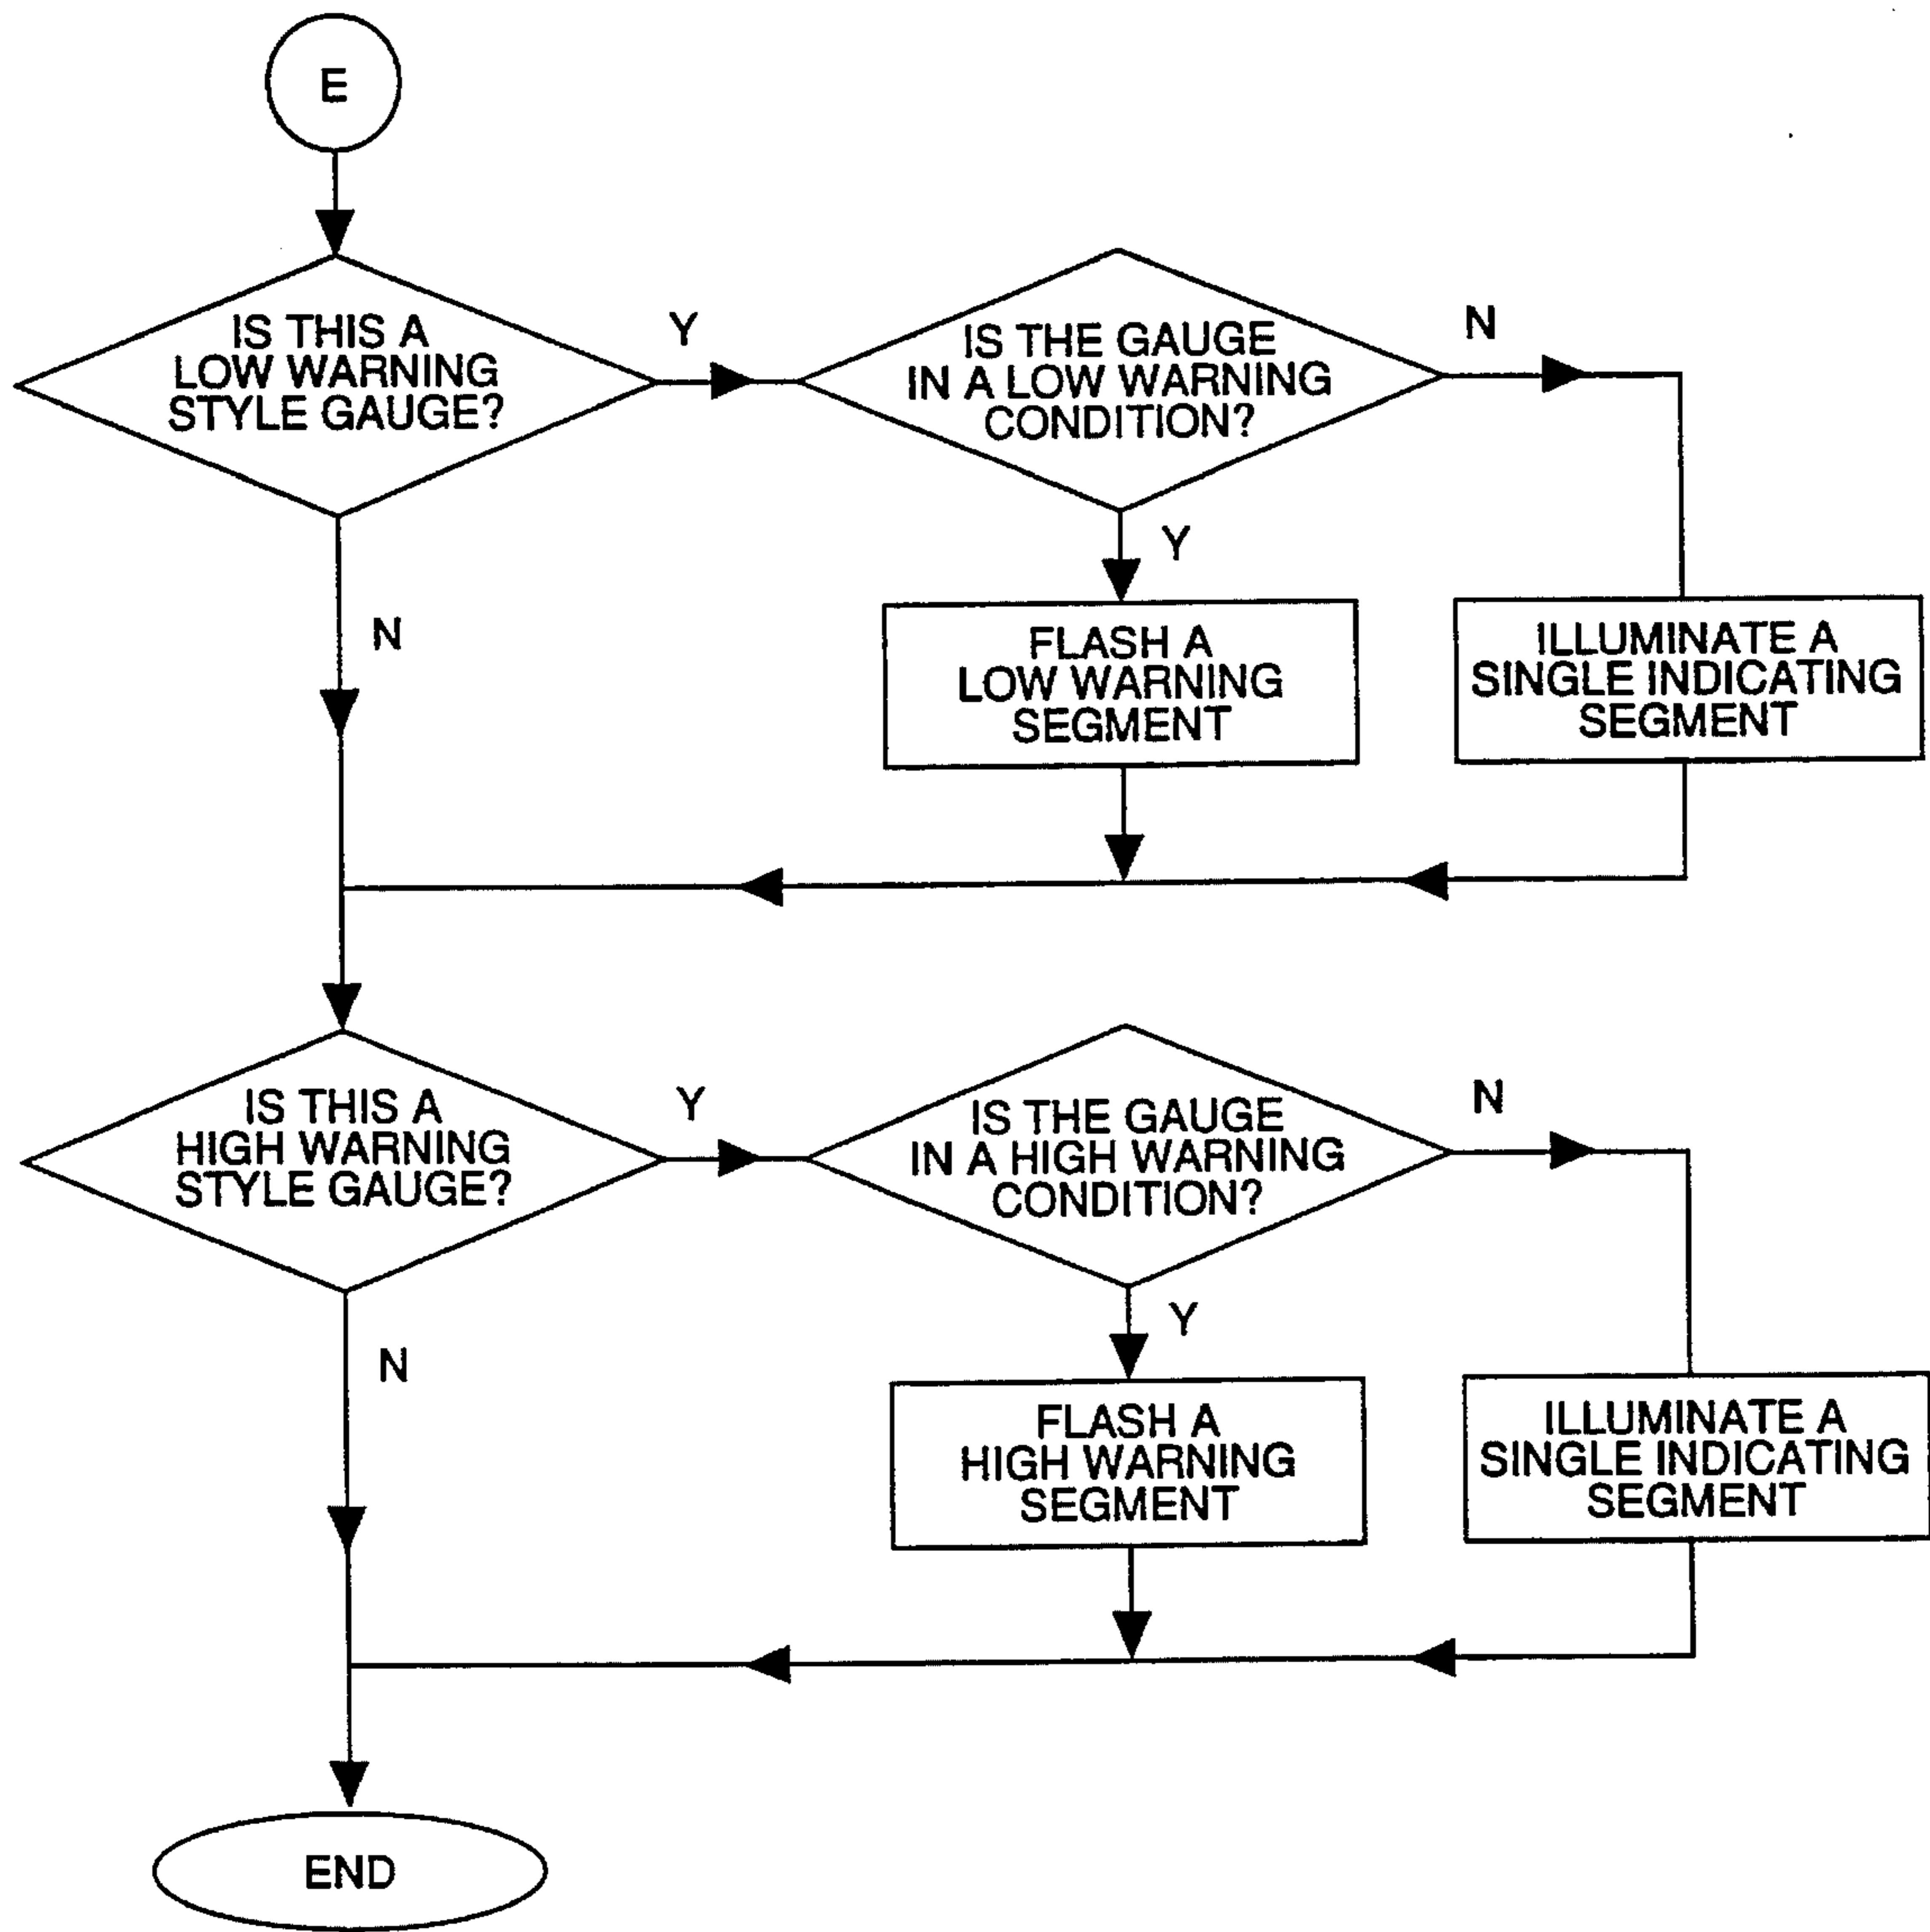 E
IS THIS A
LOW WARNING
STYLE GAUGE?
Y
IS THE GAUGE
IN A LOW WARNING
CONDITION?
N
Y
N
FLASH A
LOW WARNING
SEGMENT
ILLUMINATE A
SINGLE INDICATING
SEGMENT
IS THIS A
HIGH WARNING
STYLE GAUGE?
Y
IS THE GAUGE
IN A HIGH WARNING
CONDITION?
N
Y
N
FLASH A
HIGH WARNING
SEGMENT
ILLUMINATE A
SINGLE INDICATING
SEGMENT
END